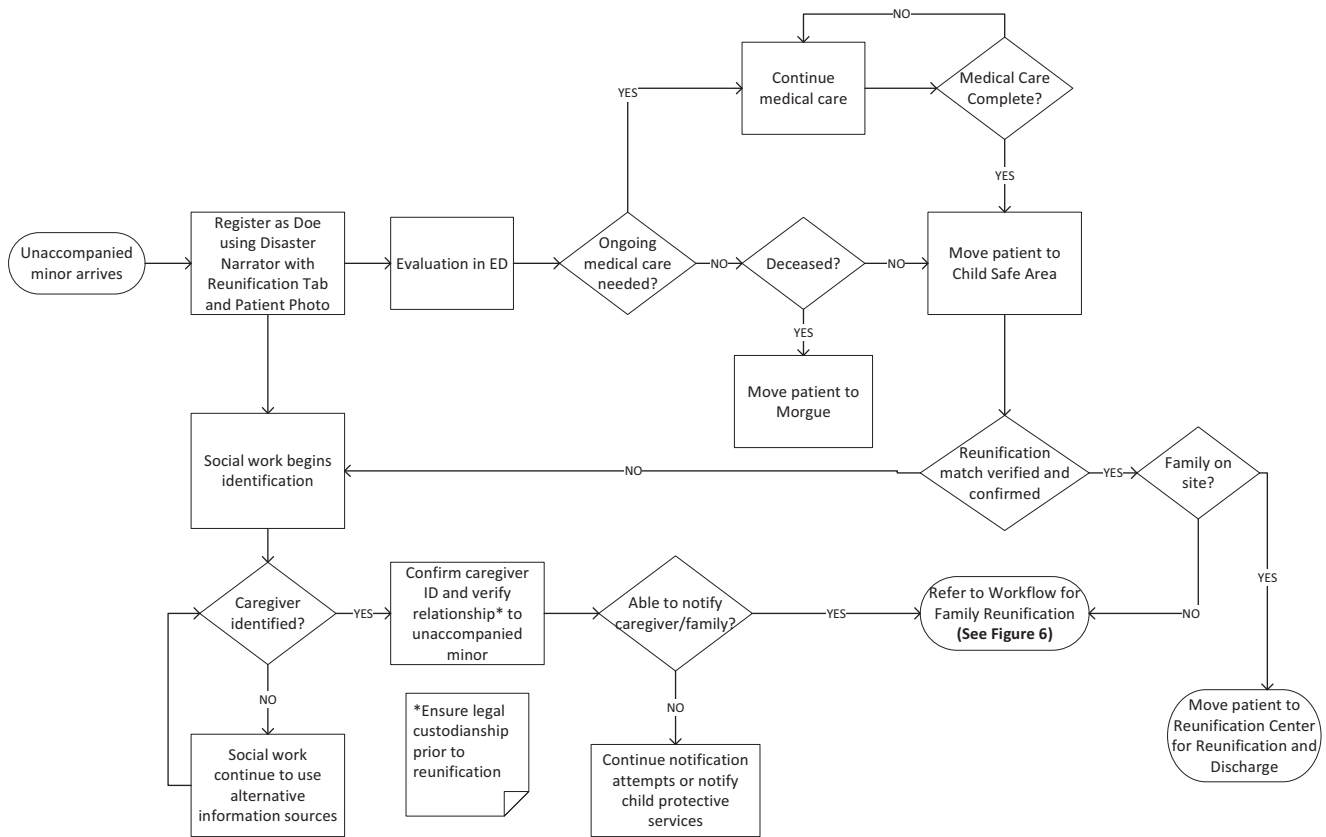 NO
Continue
medical care
Medical Care
Complete?
YES
YES
Unaccompanied
minor arrives
Register as Doe
using Disaster
Narrator with
Reunification Tab
and Patient Photo
Evaluation in ED
Ongoing
medical care
needed?
NO
Deceased?
NO
Move patient to
Child Safe Area
YES
Move patient to
Morgue
Social work begins
identification
NO
Reunification
match verified and
confirmed
YES
Family on
site?
YES
NO
Caregiver
identified?
YES
Confirm caregiver
ID and verify
relationship* to
unaccompanied
minor
Able to notify
caregiver/family?
YES
Refer to Workflow for
Family Reunification
(See Figure 6)
NO
Social work
continue to use
alternative
information sources
*Ensure legal
custodianship
prior to
reunification
NO
Continue notification
attempts or notify
child protective
services
Move patient to
Reunification Center
for Reunification and
Discharge